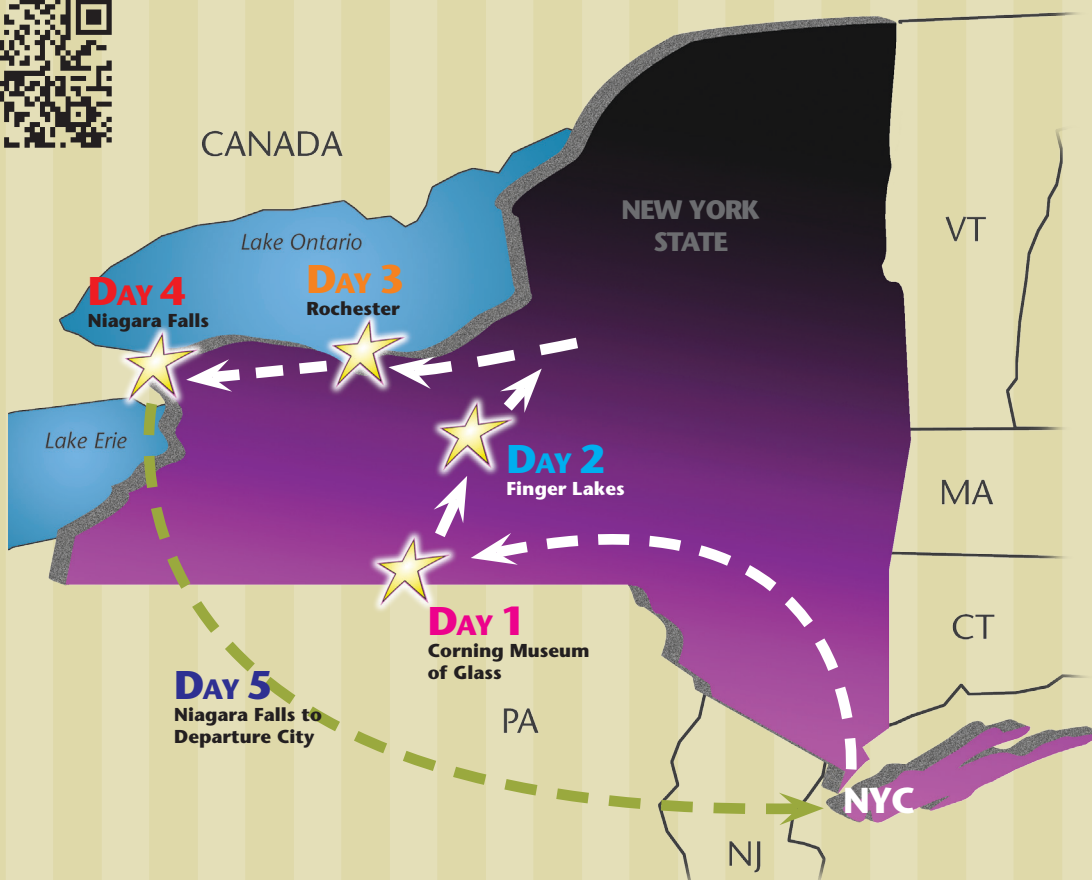 CANADA
NEW YORK
STATE
VT
Lake Ontario
DAY 4
Niagara Falls
DAY 3
Rochester
Lake Erie
DAY 2
Finger Lakes
MA
DAY 1
Corning Museum
of Glass
CT
DAY 5
Niagara Falls to
Departure City
PA
NYC
NJ